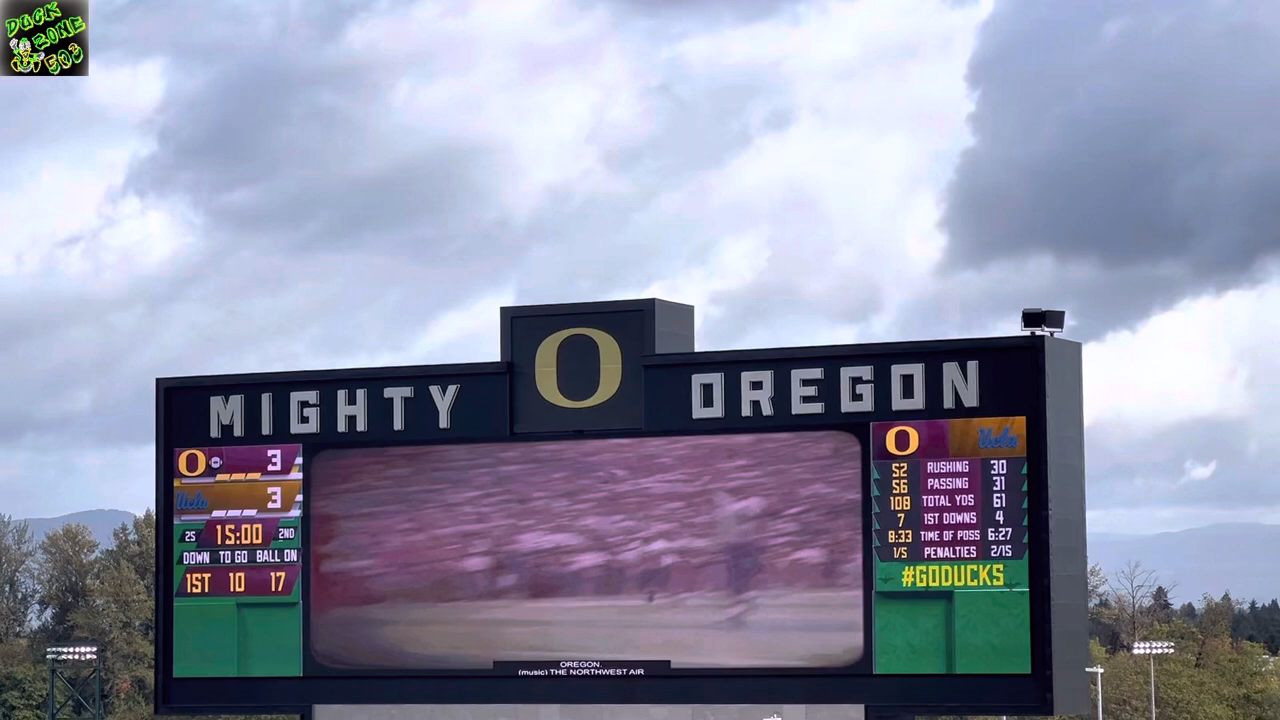 DUCK
ZONE
503
O
MIGHTY OREGON
O 3
Ucla 3
25 15:00 2ND
DOWN TO GO BALL ON
1ST 10 17
O Ucla
52 RUSHING 30
56 PASSING 31
108 TOTAL YDS 61
7 1ST DOWNS 4
8:33 TIME OF POSS 6:27
1/5 PENALTIES 2/15
#GODUCKS
OREGON.
(music) THE NORTHWEST AIR